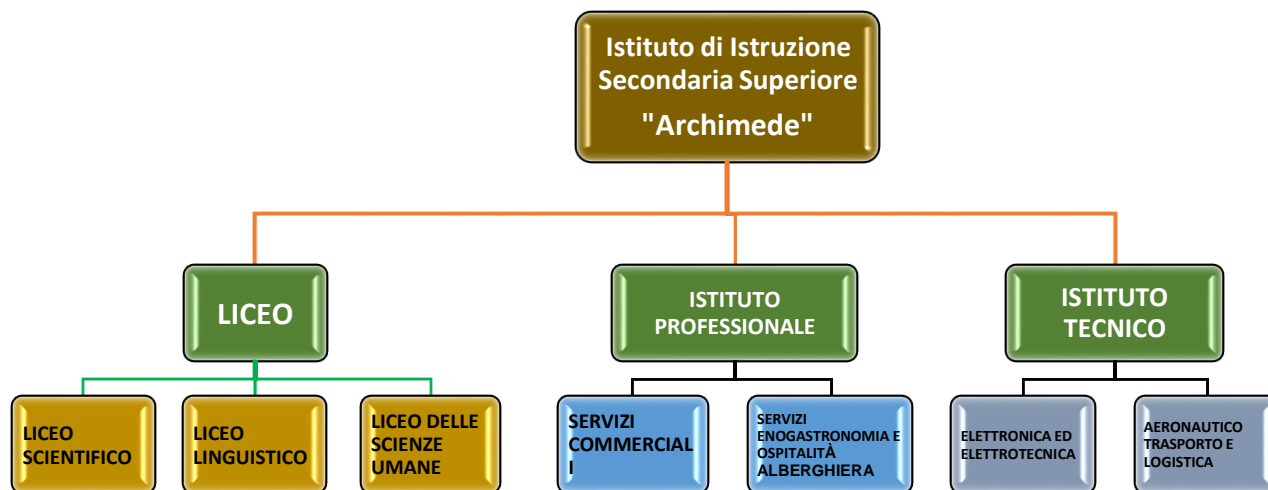 Istituto di Istruzione
Secondaria Superiore
"Archimede"
LICEO
ISTITUTO
PROFESSIONALE
ISTITUTO
TECNICO
LICEO
SCIENTIFICO
LICEO
LINGUISTICO
LICEO DELLE
SCIENZE
UMANE
SERVIZI
COMMERCIAL
I
SERVIZI
ENOGASTRONOMIA E
OSPITALITÀ
ALBERGHIERA
ELETTRONICA ED
ELETTROTECNICA
AERONAUTICO
TRASPORTO E
LOGISTICA